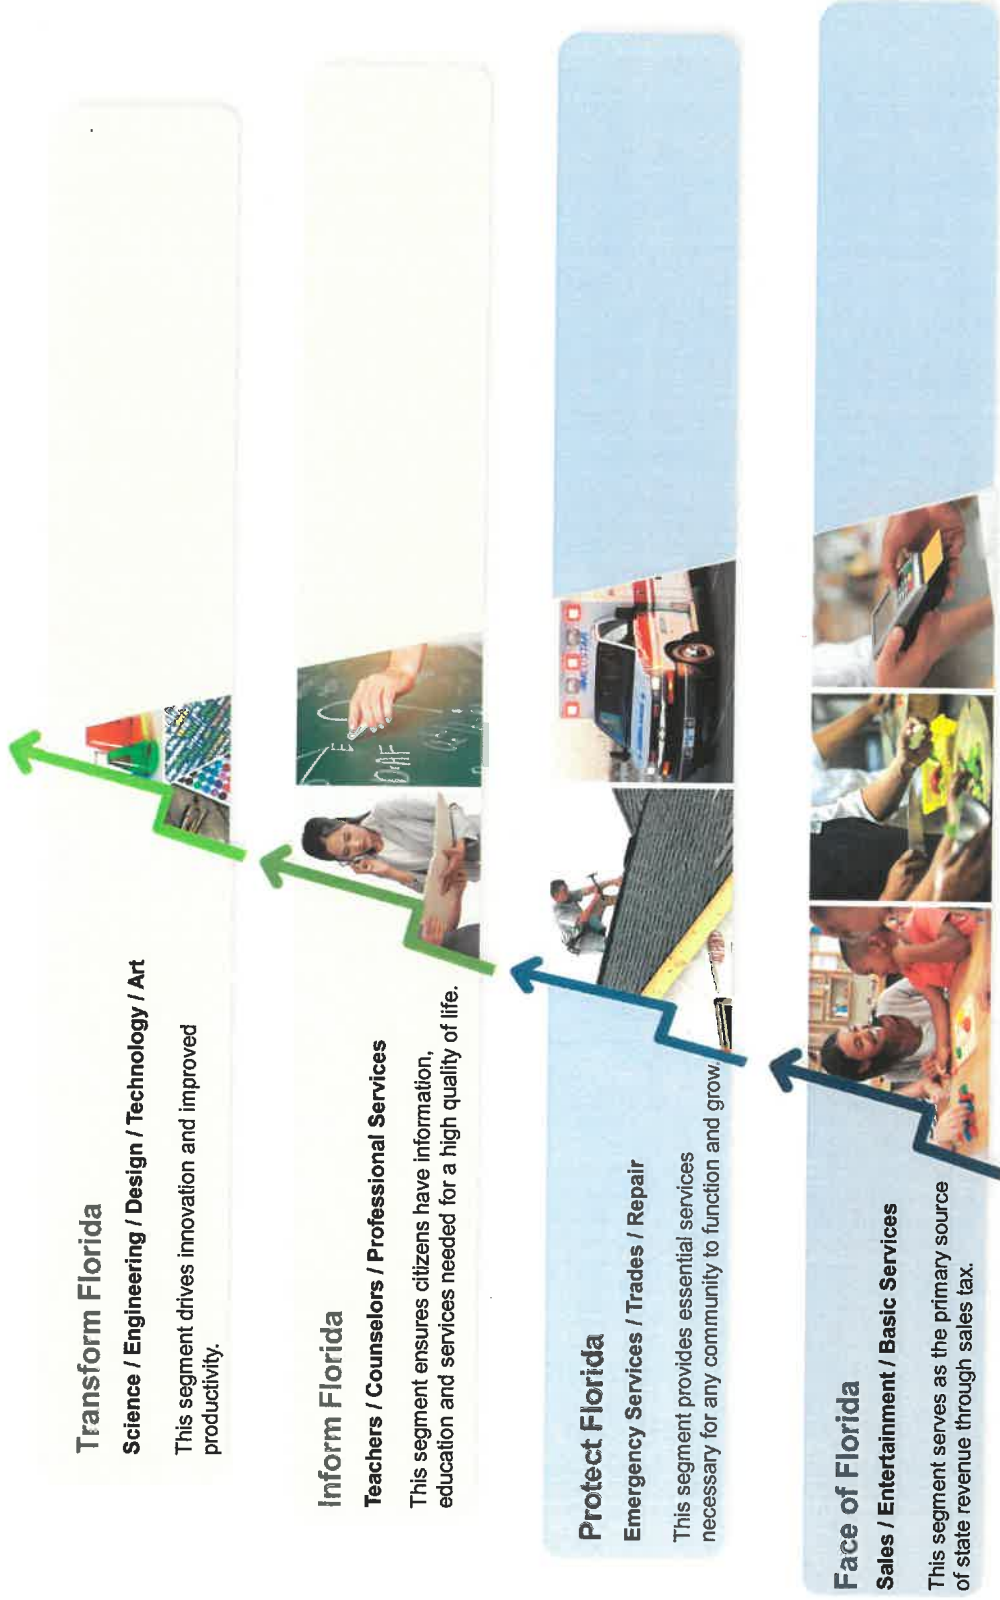 Transform Florida
Science / Engineering / Design / Technology / Art
This segment drives innovation and improved
productivity.
Inform Florida
Teachers / Counselors / Professional Services
This segment ensures citizens have information,
education and services needed for a high quality of life.
Protect Florida
Emergency Services / Trades / Repair
This segment provides essential services
necessary for any community to function and grow.
Face of Florida
Sales / Entertainment / Basic Services
This segment serves as the primary source
of state revenue through sales tax.